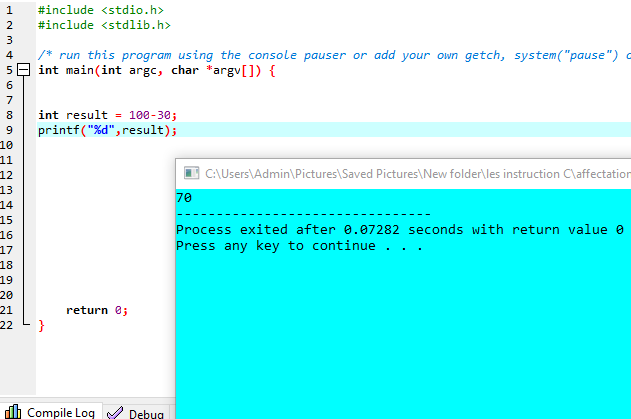 1 #include <stdio.h>
2 #include <stdlib.h>
3
4 /* run this program using the console pauser or add your own getch, system("pause") o
5 int main(int argc, char *argv[]) {
6
7
8 int result = 100-30;
9 printf("%d",result);
10
11
12
13
14
15
16
17
18
19
20
21 return 0;
22 }
C:\Users\Admin\Pictures\Saved Pictures\New folder\les instruction C\affectation
70
--------------------------------
Process exited after 0.07282 seconds with return value 0
Press any key to continue . . .
Compile Log Debug